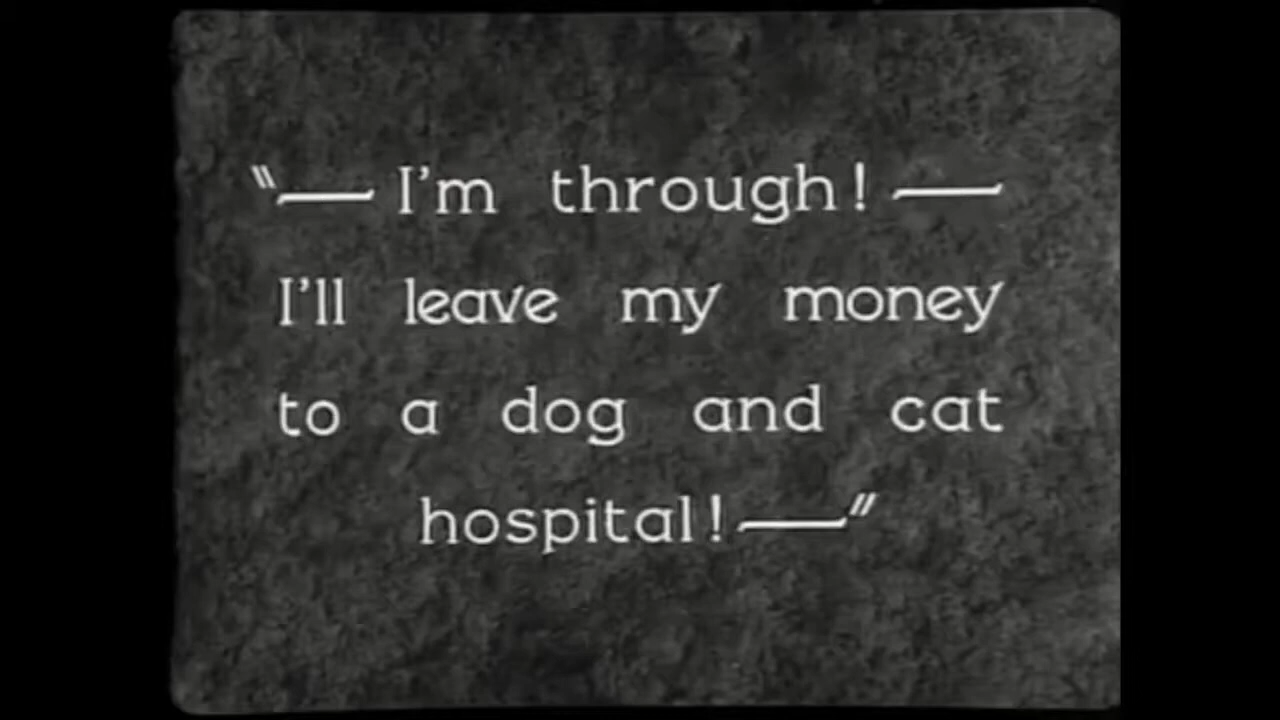 "— I'm through! —
I'll leave my money
to a dog and cat
hospital! —"